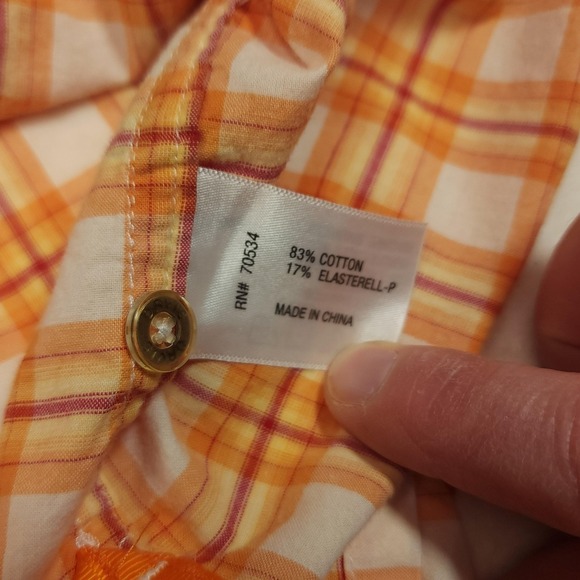 RN# 70534
83% COTTON
17% ELASTERELL-P
MADE IN CHINA